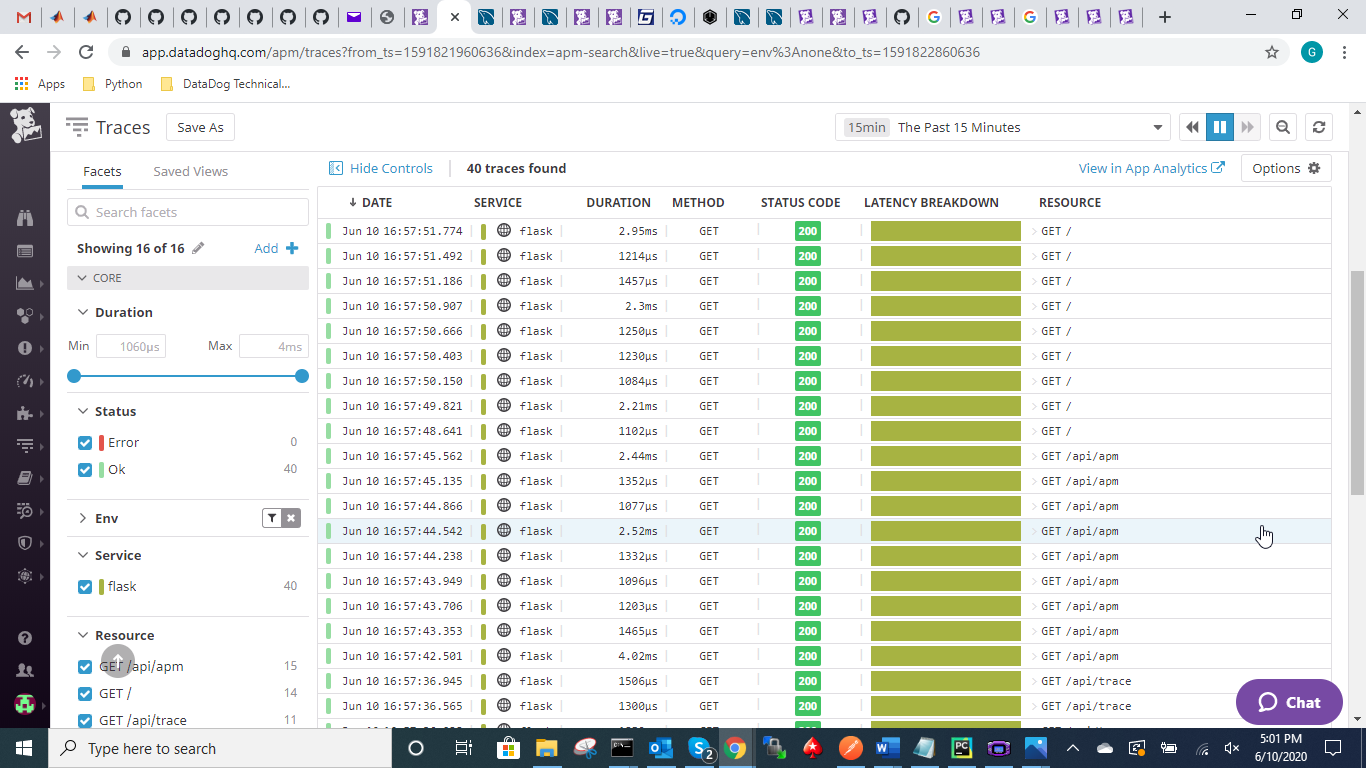 app.datadoghq.com/apm/traces?from_ts=1591821960636&index=apm-search&live=true&query=env%3Anone&to_ts=1591822860636
G
Apps Python DataDog Technical...
Traces Save As 15min The Past 15 Minutes
Facets Saved Views Hide Controls 40 traces found View in App Analytics Options
Search facets
Showing 16 of 16 Add
CORE
Duration
Min 1060µs Max 4ms
Status
Error 0
Ok 40
Env
Service
flask 40
Resource
GET /api/apm 15
GET / 14
GET /api/trace 11
DATE SERVICE DURATION METHOD STATUS CODE LATENCY BREAKDOWN RESOURCE
Jun 10 16:57:51.774 flask 2.95ms GET 200 GET /
Jun 10 16:57:51.492 flask 1214µs GET 200 GET /
Jun 10 16:57:51.186 flask 1457µs GET 200 GET /
Jun 10 16:57:50.907 flask 2.3ms GET 200 GET /
Jun 10 16:57:50.666 flask 1250µs GET 200 GET /
Jun 10 16:57:50.403 flask 1230µs GET 200 GET /
Jun 10 16:57:50.150 flask 1084µs GET 200 GET /
Jun 10 16:57:49.821 flask 2.21ms GET 200 GET /
Jun 10 16:57:48.641 flask 1102µs GET 200 GET /
Jun 10 16:57:45.562 flask 2.44ms GET 200 GET /api/apm
Jun 10 16:57:45.135 flask 1352µs GET 200 GET /api/apm
Jun 10 16:57:44.866 flask 1077µs GET 200 GET /api/apm
Jun 10 16:57:44.542 flask 2.52ms GET 200 GET /api/apm
Jun 10 16:57:44.238 flask 1332µs GET 200 GET /api/apm
Jun 10 16:57:43.949 flask 1096µs GET 200 GET /api/apm
Jun 10 16:57:43.706 flask 1203µs GET 200 GET /api/apm
Jun 10 16:57:43.353 flask 1465µs GET 200 GET /api/apm
Jun 10 16:57:42.501 flask 4.02ms GET 200 GET /api/apm
Jun 10 16:57:36.945 flask 1506µs GET 200 GET /api/trace
Jun 10 16:57:36.565 flask 1300µs GET 200 GET /api/trace
Chat
Type here to search
2
5:01 PM
6/10/2020